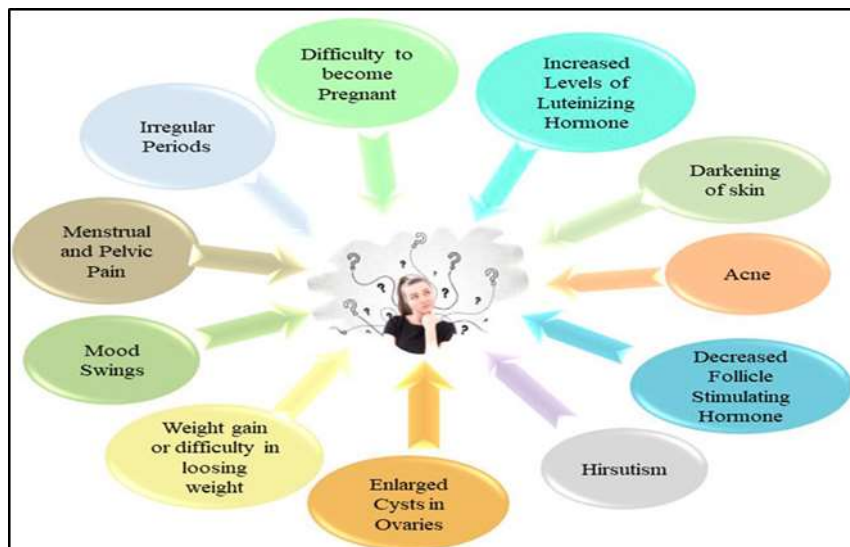 Difficulty to
become
Pregnant
Increased
Levels of
Luteinizing
Hormone
Darkening
of skin
Acne
Decreased
Follicle
Stimulating
Hormone
Hirsutism
Enlarged
Cysts in
Ovaries
Weight gain
or difficulty in
loosing
weight
Mood
Swings
Menstrual
and Pelvic
Pain
Irregular
Periods